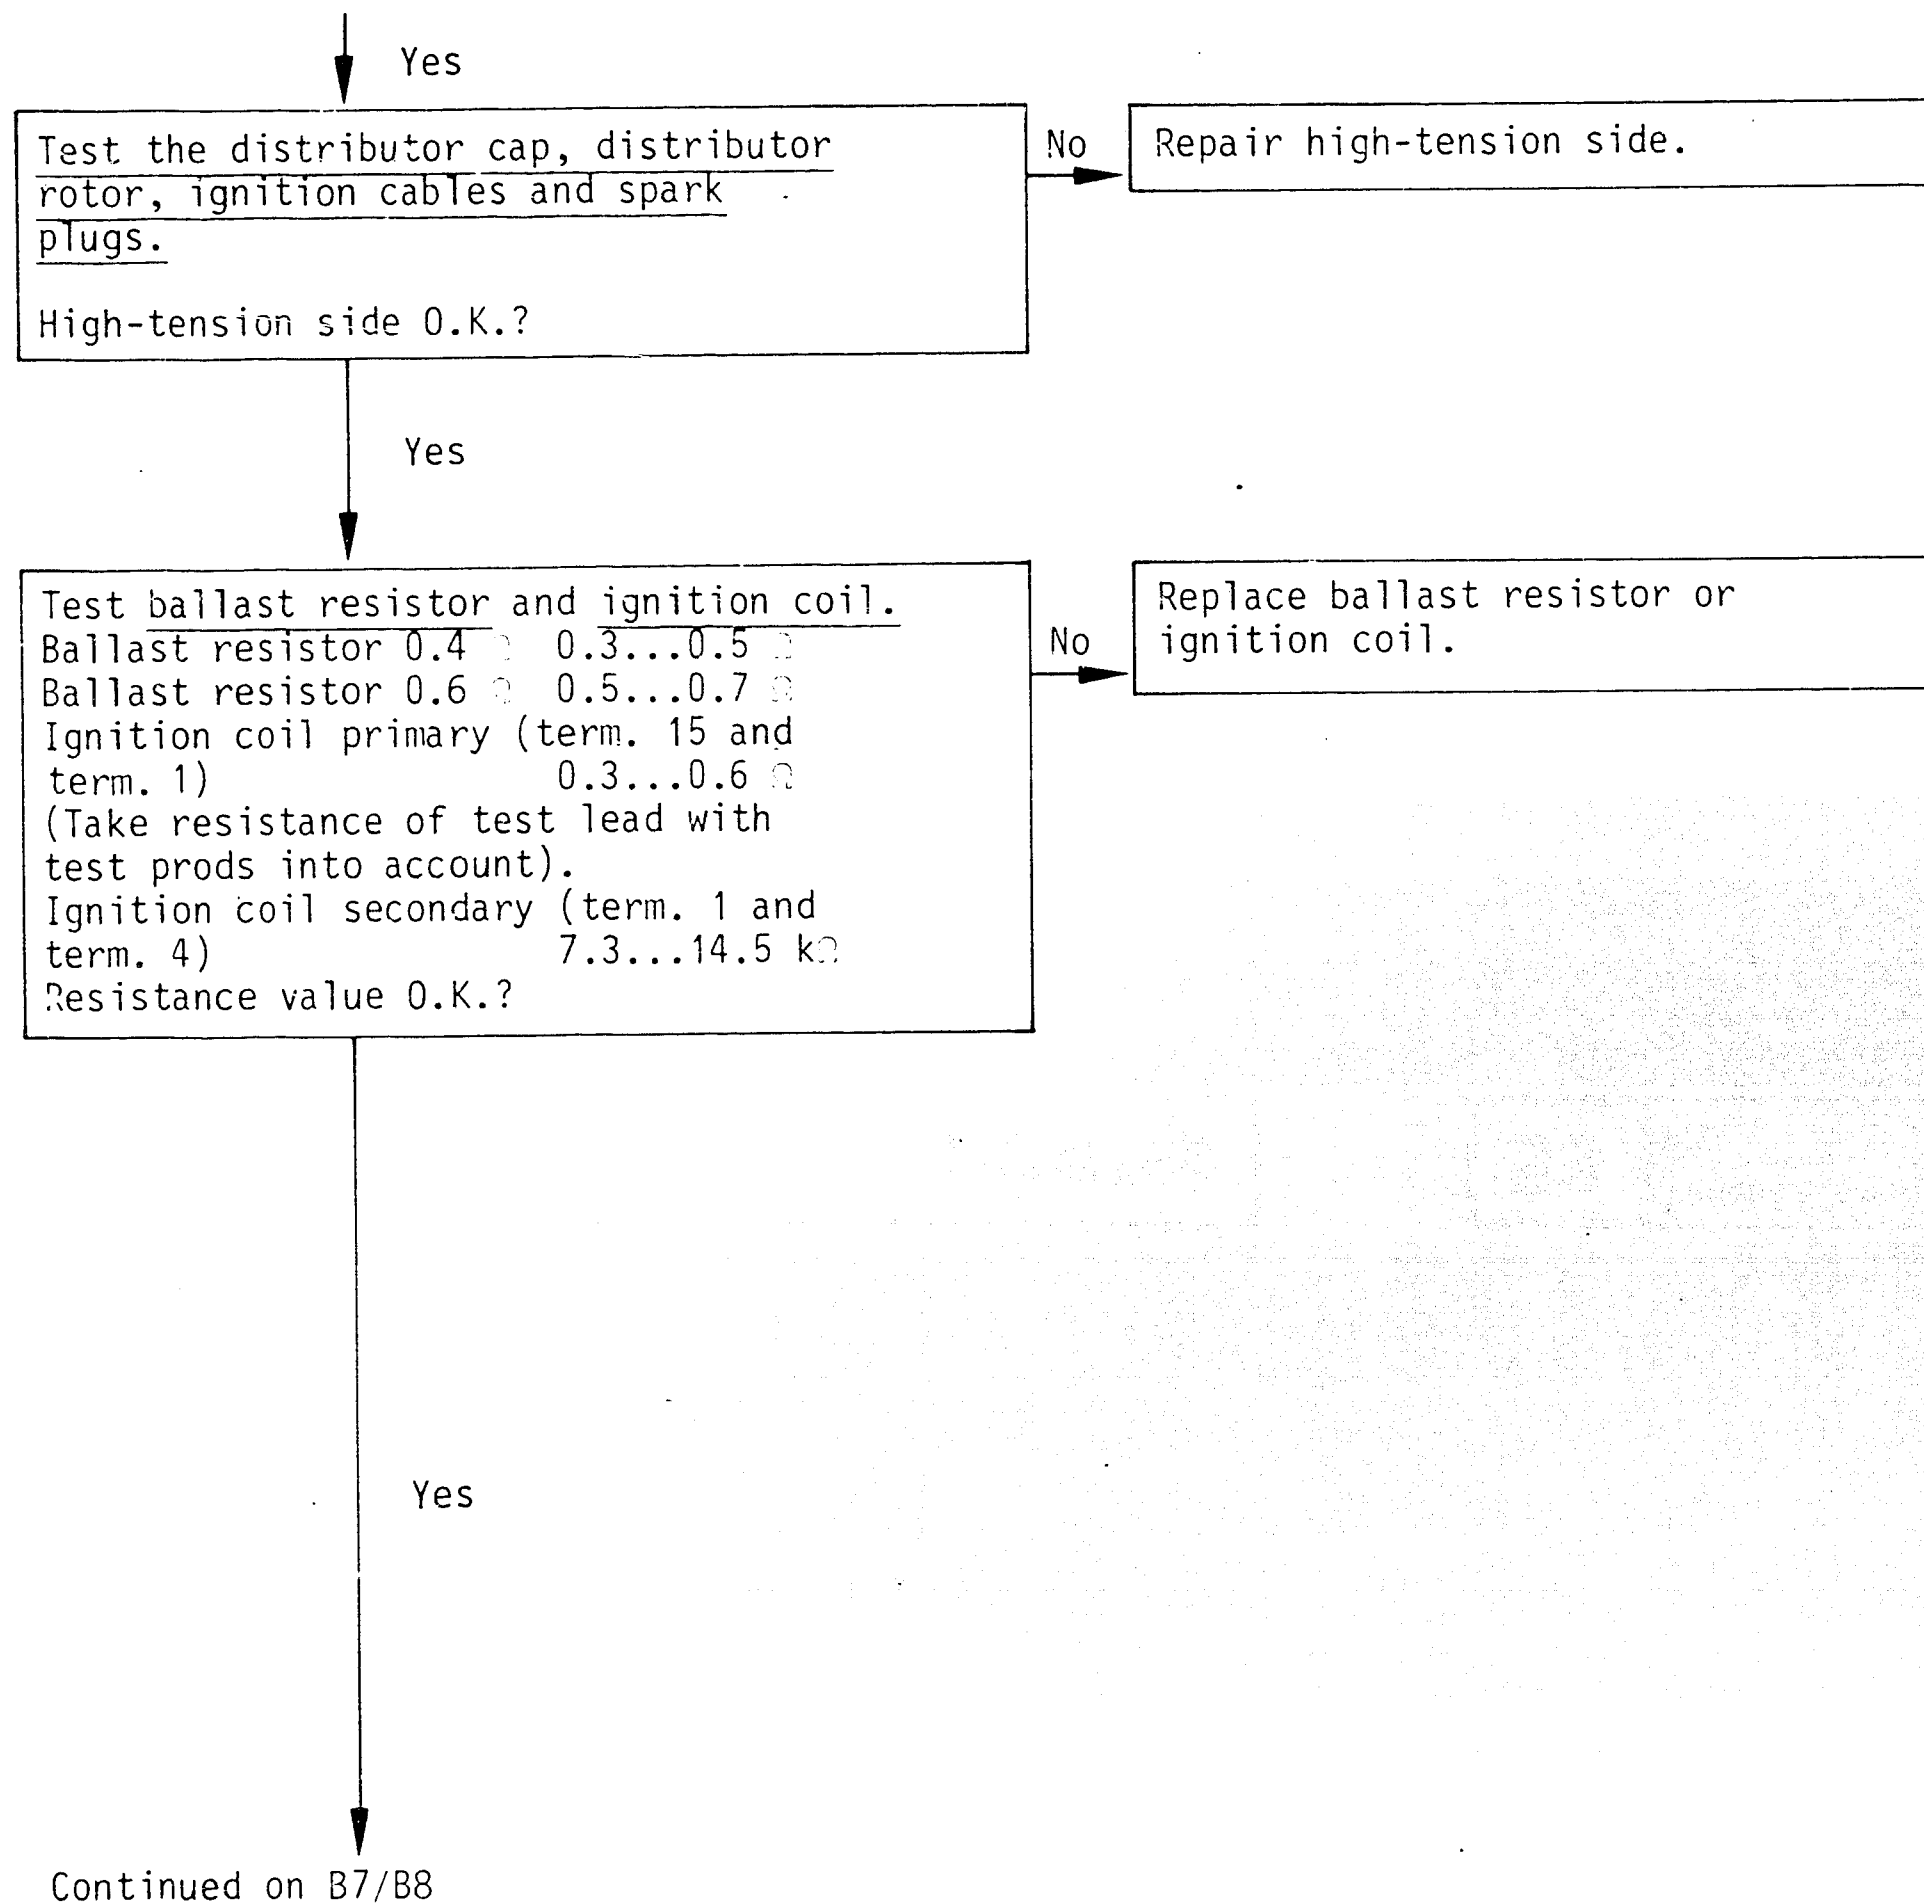 Yes
Test the distributor cap, distributor
rotor, ignition cables and spark
plugs.
High-tension side O.K.?
No
Repair high-tension side.
Yes
Test ballast resistor and ignition coil.
Ballast resistor 0.4 Ω 0.3...0.5 Ω
Ballast resistor 0.6 Ω 0.5...0.7 Ω
Ignition coil primary (term. 15 and
term. 1) 0.3...0.6 Ω
(Take resistance of test lead with
test prods into account).
Ignition coil secondary (term. 1 and
term. 4) 7.3...14.5 kΩ
Resistance value O.K.?
No
Replace ballast resistor or
ignition coil.
Yes
Continued on B7/B8